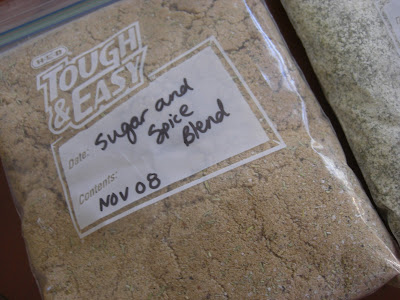 H-E-B
TOUGH
& EASY
Date: Sugar and
Spice
Blend
Contents:
NOV 08